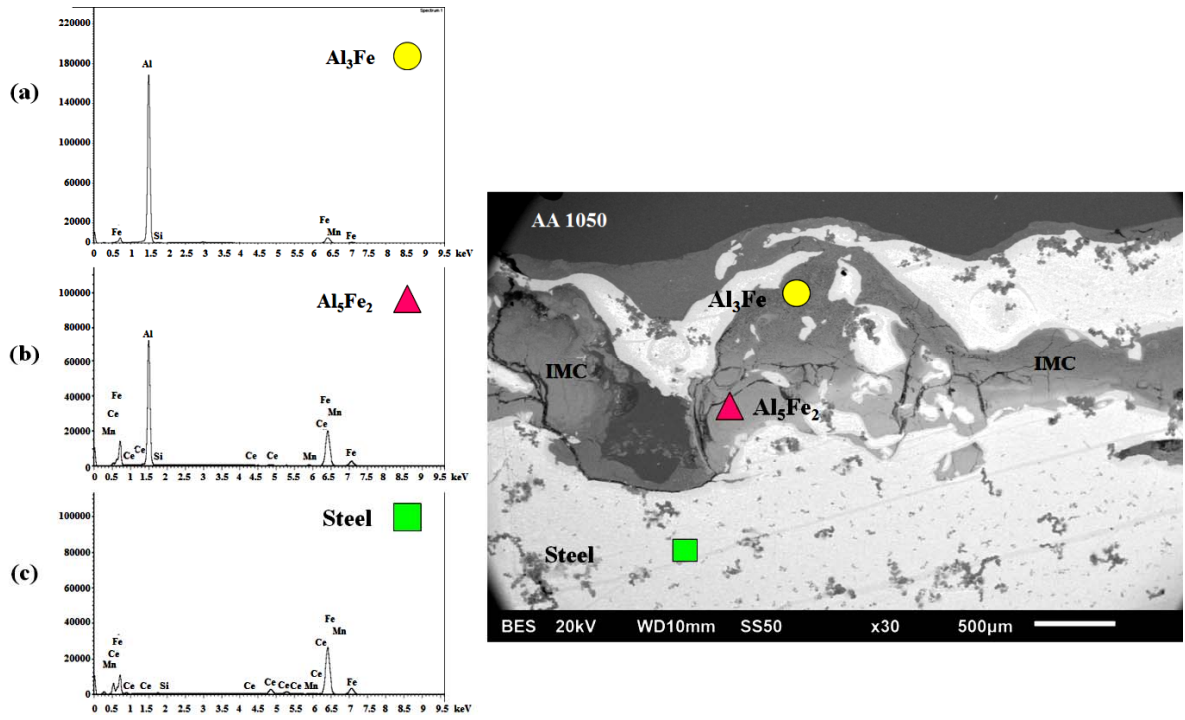 (a)
Spectrum 1
220000
180000
140000
100000
60000
20000
0
Al₃Fe
Al
Fe
Si
Fe
Mn
Fe
0 0.5 1 1.5 2 2.5 3 3.5 4 4.5 5 5.5 6 6.5 7 7.5 8 8.5 9 9.5 keV
(b)
100000
80000
60000
40000
20000
0
Al₅Fe₂
Al
Fe
Ce
Mn
Ce
Ce
Si
Ce
Ce
Mn
Fe
Mn
Ce
Fe
0 0.5 1 1.5 2 2.5 3 3.5 4 4.5 5 5.5 6 6.5 7 7.5 8 8.5 9 9.5 keV
(c)
100000
80000
60000
40000
20000
0
Steel
Fe
Ce
Mn
Ce
Ce
Si
Ce
Ce
Ce
Ce
Mn
Ce
Ce
Fe
Mn
Fe
0 0.5 1 1.5 2 2.5 3 3.5 4 4.5 5 5.5 6 6.5 7 7.5 8 8.5 9 9.5 keV
AA 1050
Al₃Fe
IMC
IMC
Al₅Fe₂
Steel
BES 20kV WD10mm SS50 x30 500µm